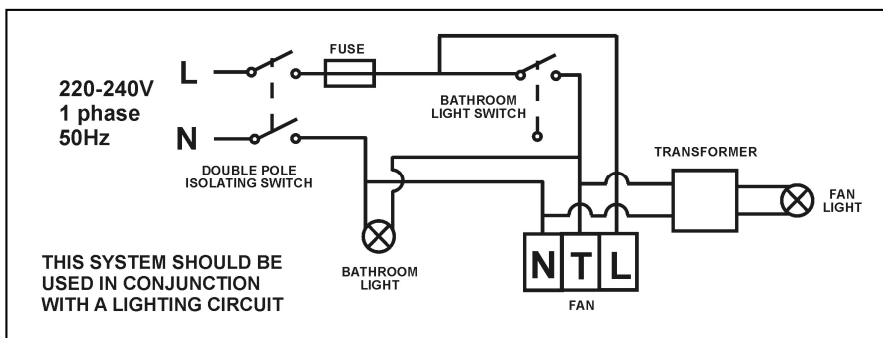 FUSE
L
220-240V
1 phase
50Hz
BATHROOM
LIGHT SWITCH
N
TRANSFORMER
DOUBLE POLE
ISOLATING SWITCH
FAN
LIGHT
THIS SYSTEM SHOULD BE
USED IN CONJUNCTION
WITH A LIGHTING CIRCUIT
BATHROOM
LIGHT
N T L
FAN